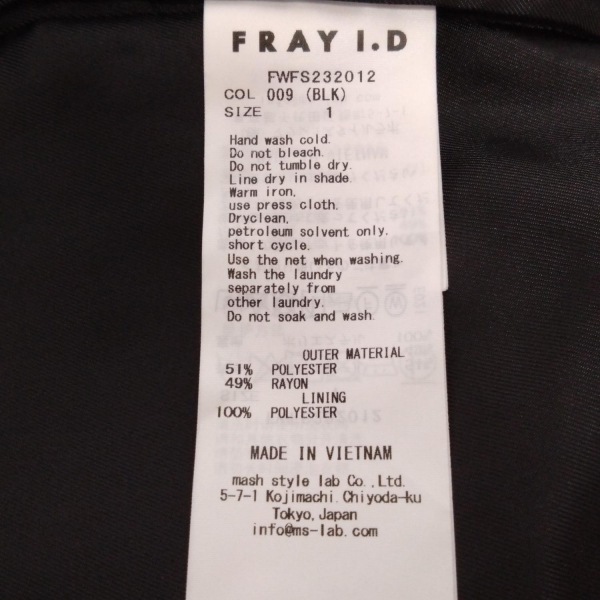 FRAY I.D
FWFS232012
COL 009 (BLK)
SIZE 1
Hand wash cold.
Do not bleach.
Do not tumble dry.
Line dry in shade.
Warm iron,
use press cloth.
Dryclean,
petroleum solvent only.
short cycle.
Use the net when washing.
Wash the laundry
separately from
other laundry.
Do not soak and wash.
OUTER MATERIAL
51% POLYESTER
49% RAYON
LINING
100% POLYESTER
MADE IN VIETNAM
mash style lab Co.,Ltd.
5-7-1 Kojimachi.Chiyoda-ku
Tokyo,Japan
info@ms-lab.com